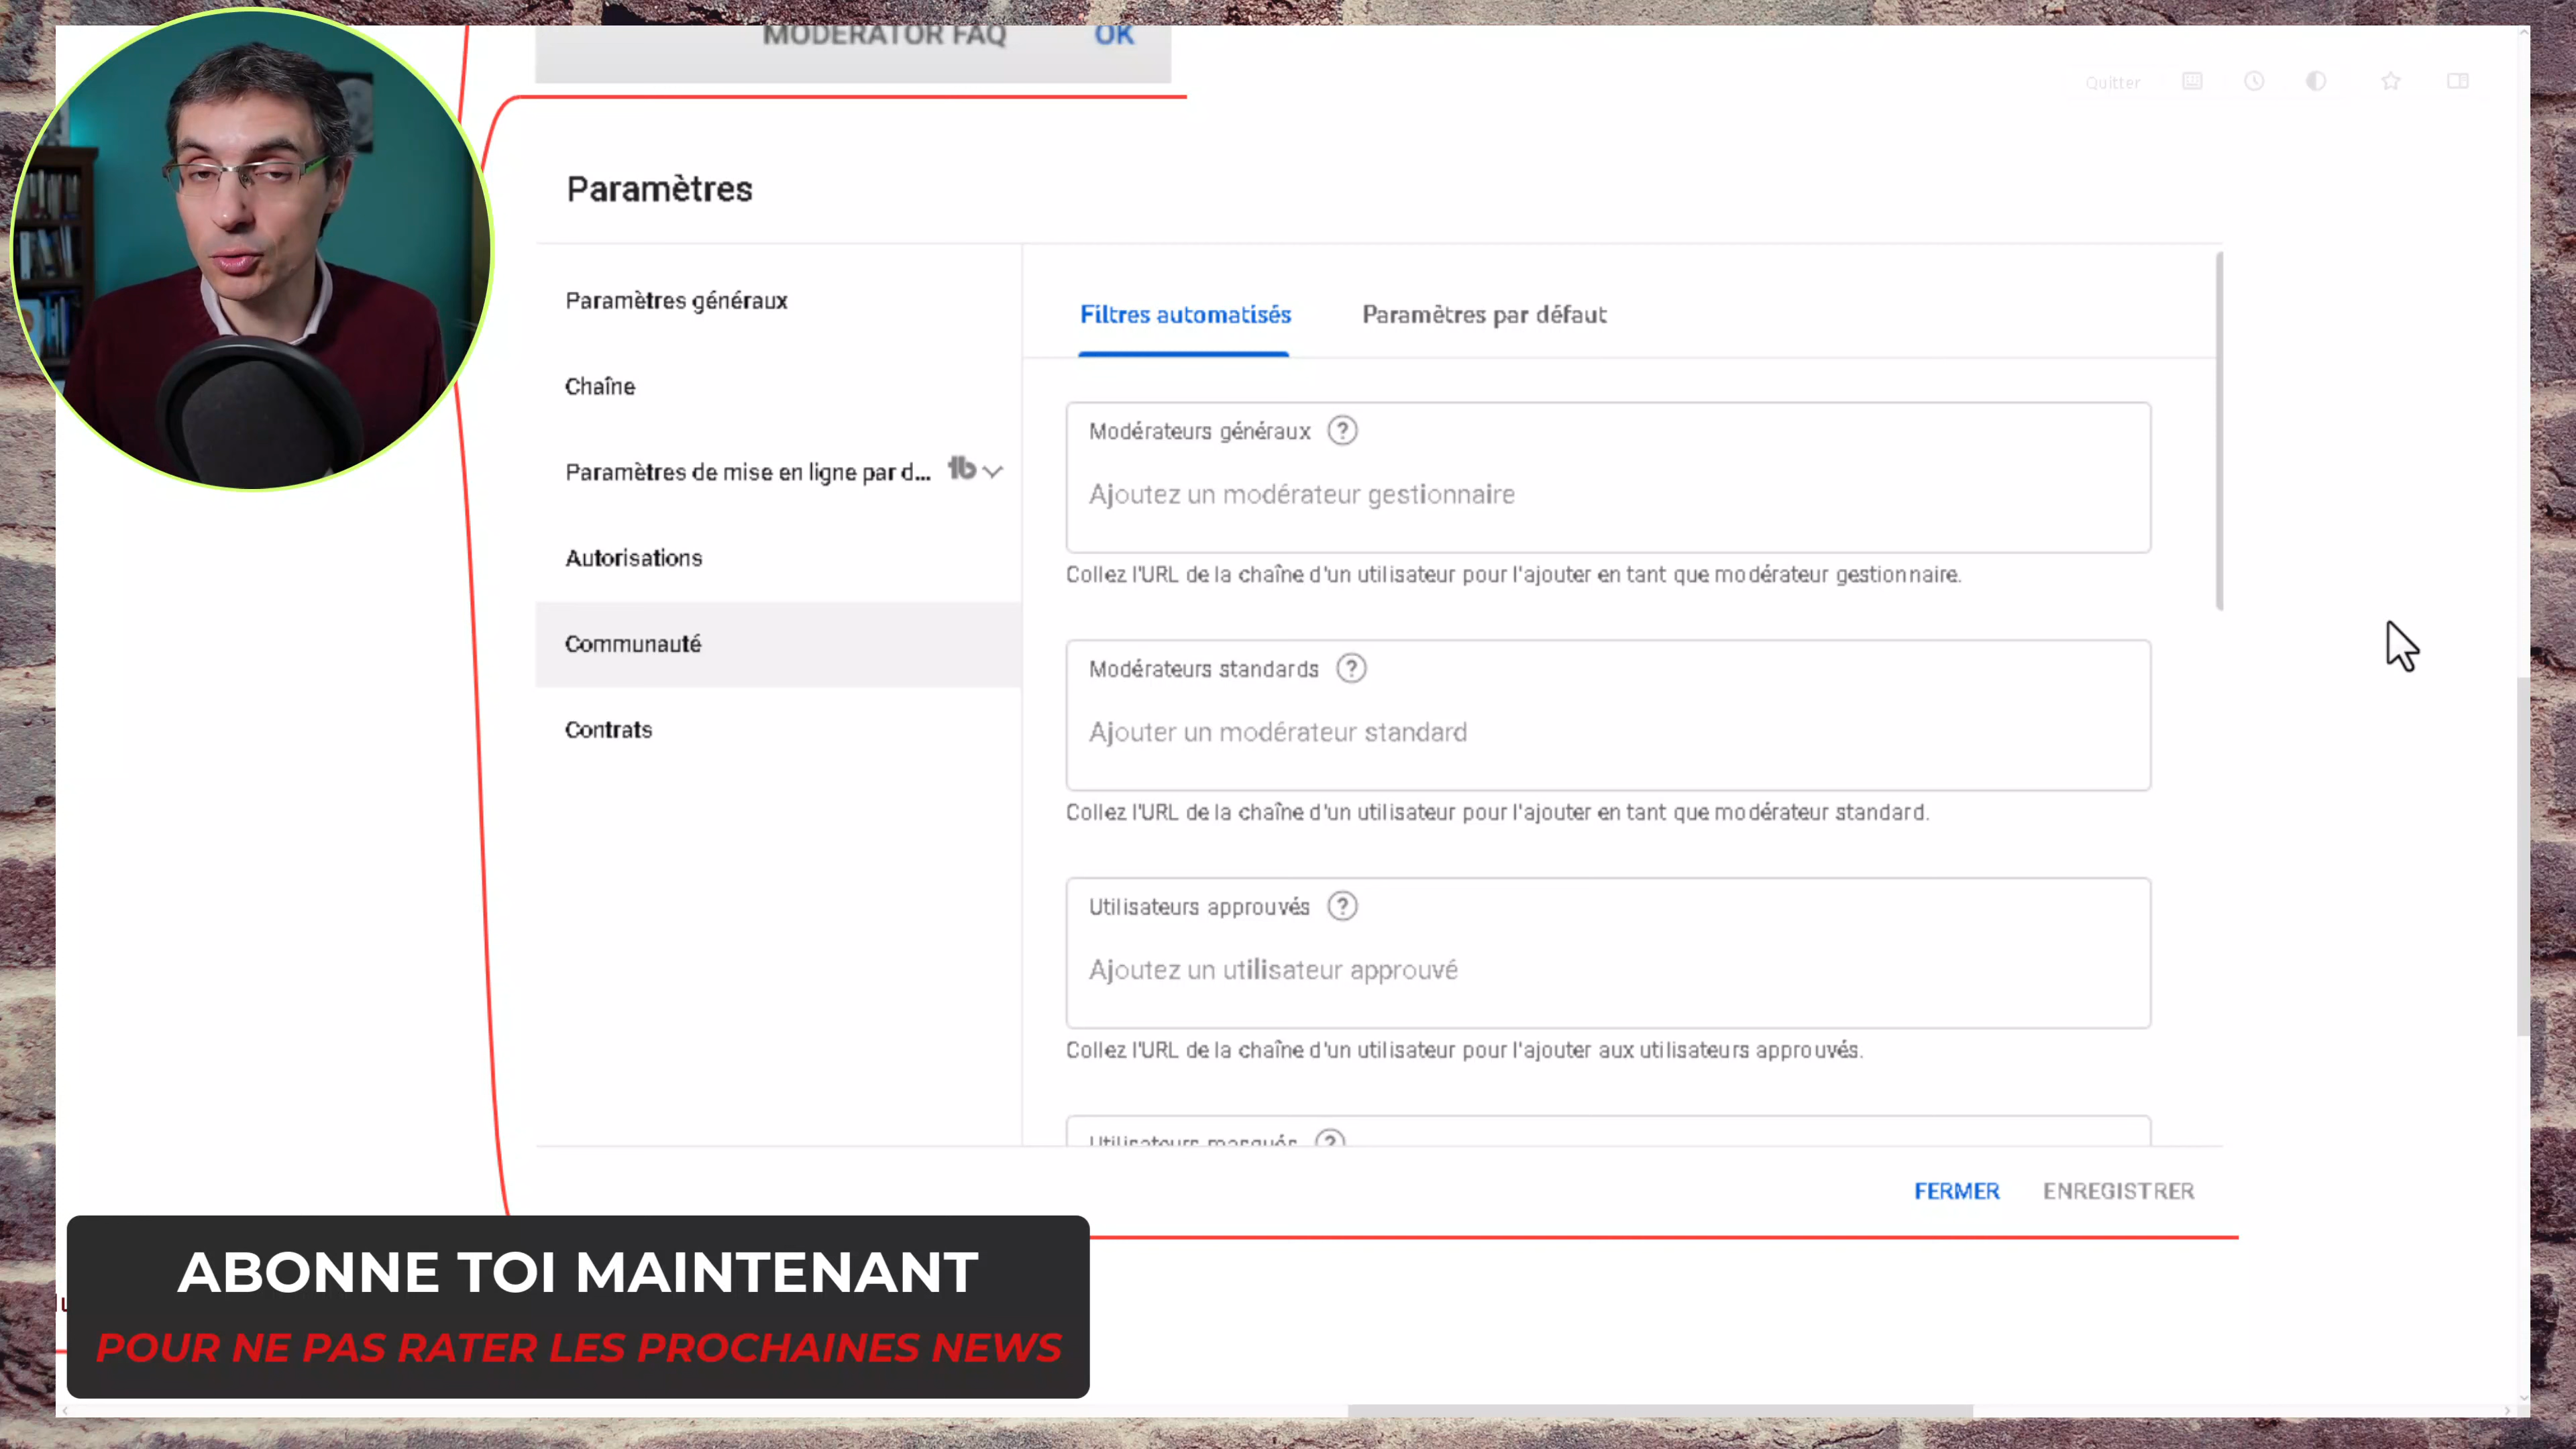 MODERATOR FAQ OK
Quitter
Paramètres
Paramètres généraux
Chaîne
Paramètres de mise en ligne par d...
Autorisations
Communauté
Contrats
Filtres automatisés Paramètres par défaut
Modérateurs généraux ?
Ajoutez un modérateur gestionnaire
Collez l'URL de la chaîne d'un utilisateur pour l'ajouter en tant que modérateur gestionnaire.
Modérateurs standards ?
Ajouter un modérateur standard
Collez l'URL de la chaîne d'un utilisateur pour l'ajouter en tant que modérateur standard.
Utilisateurs approuvés ?
Ajoutez un utilisateur approuvé
Collez l'URL de la chaîne d'un utilisateur pour l'ajouter aux utilisateurs approuvés.
Utilisateurs masqués ?
FERMER ENREGISTRER
ABONNE TOI MAINTENANT
POUR NE PAS RATER LES PROCHAINES NEWS